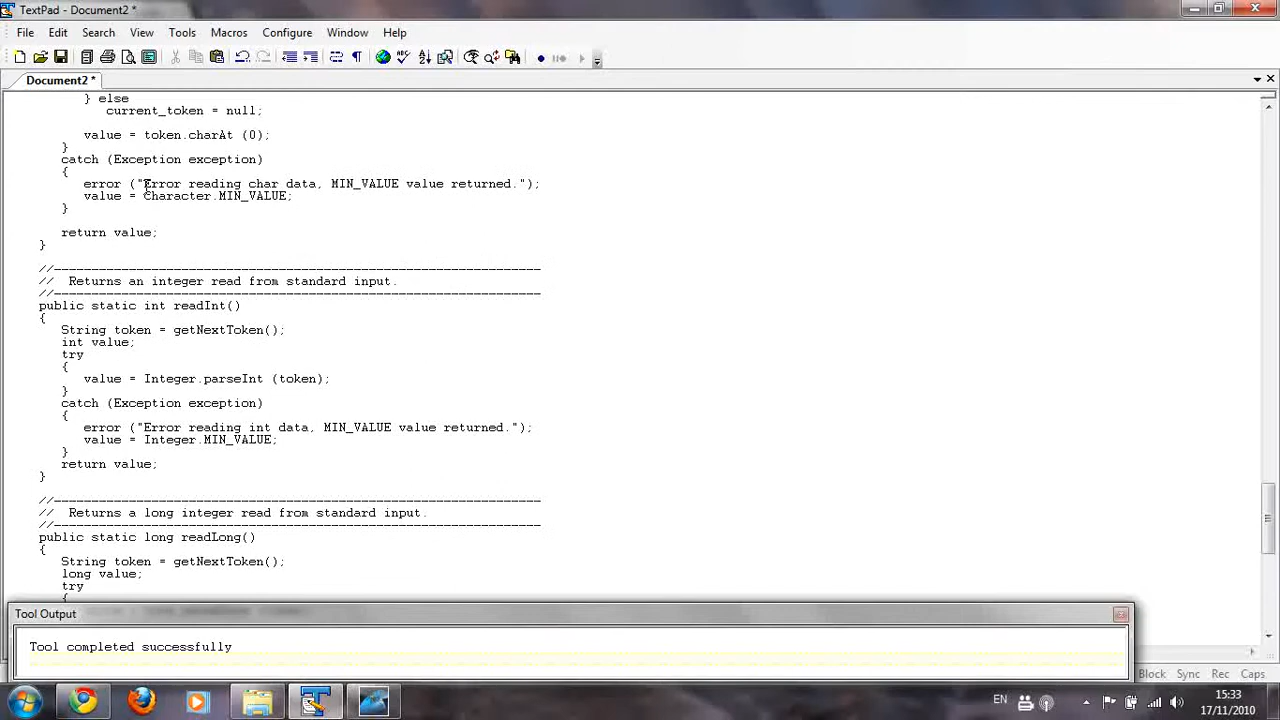 TextPad - Document2 *
File Edit Search View Tools Macros Configure Window Help
Document2 *
} else
current_token = null;
value = token.charAt (0);
}
catch (Exception exception)
{
error ("Error reading char data, MIN_VALUE value returned.");
value = Character.MIN_VALUE;
}
return value;
}
//-----------------------------------------------------------------
// Returns an integer read from standard input.
//-----------------------------------------------------------------
public static int readInt()
{
String token = getNextToken();
int value;
try
{
value = Integer.parseInt (token);
}
catch (Exception exception)
{
error ("Error reading int data, MIN_VALUE value returned.");
value = Integer.MIN_VALUE;
}
return value;
}
//-----------------------------------------------------------------
// Returns a long integer read from standard input.
//-----------------------------------------------------------------
public static long readLong()
{
String token = getNextToken();
long value;
try
{
Tool Output
Tool completed successfully
Block Sync Rec Caps
EN
15:33
17/11/2010